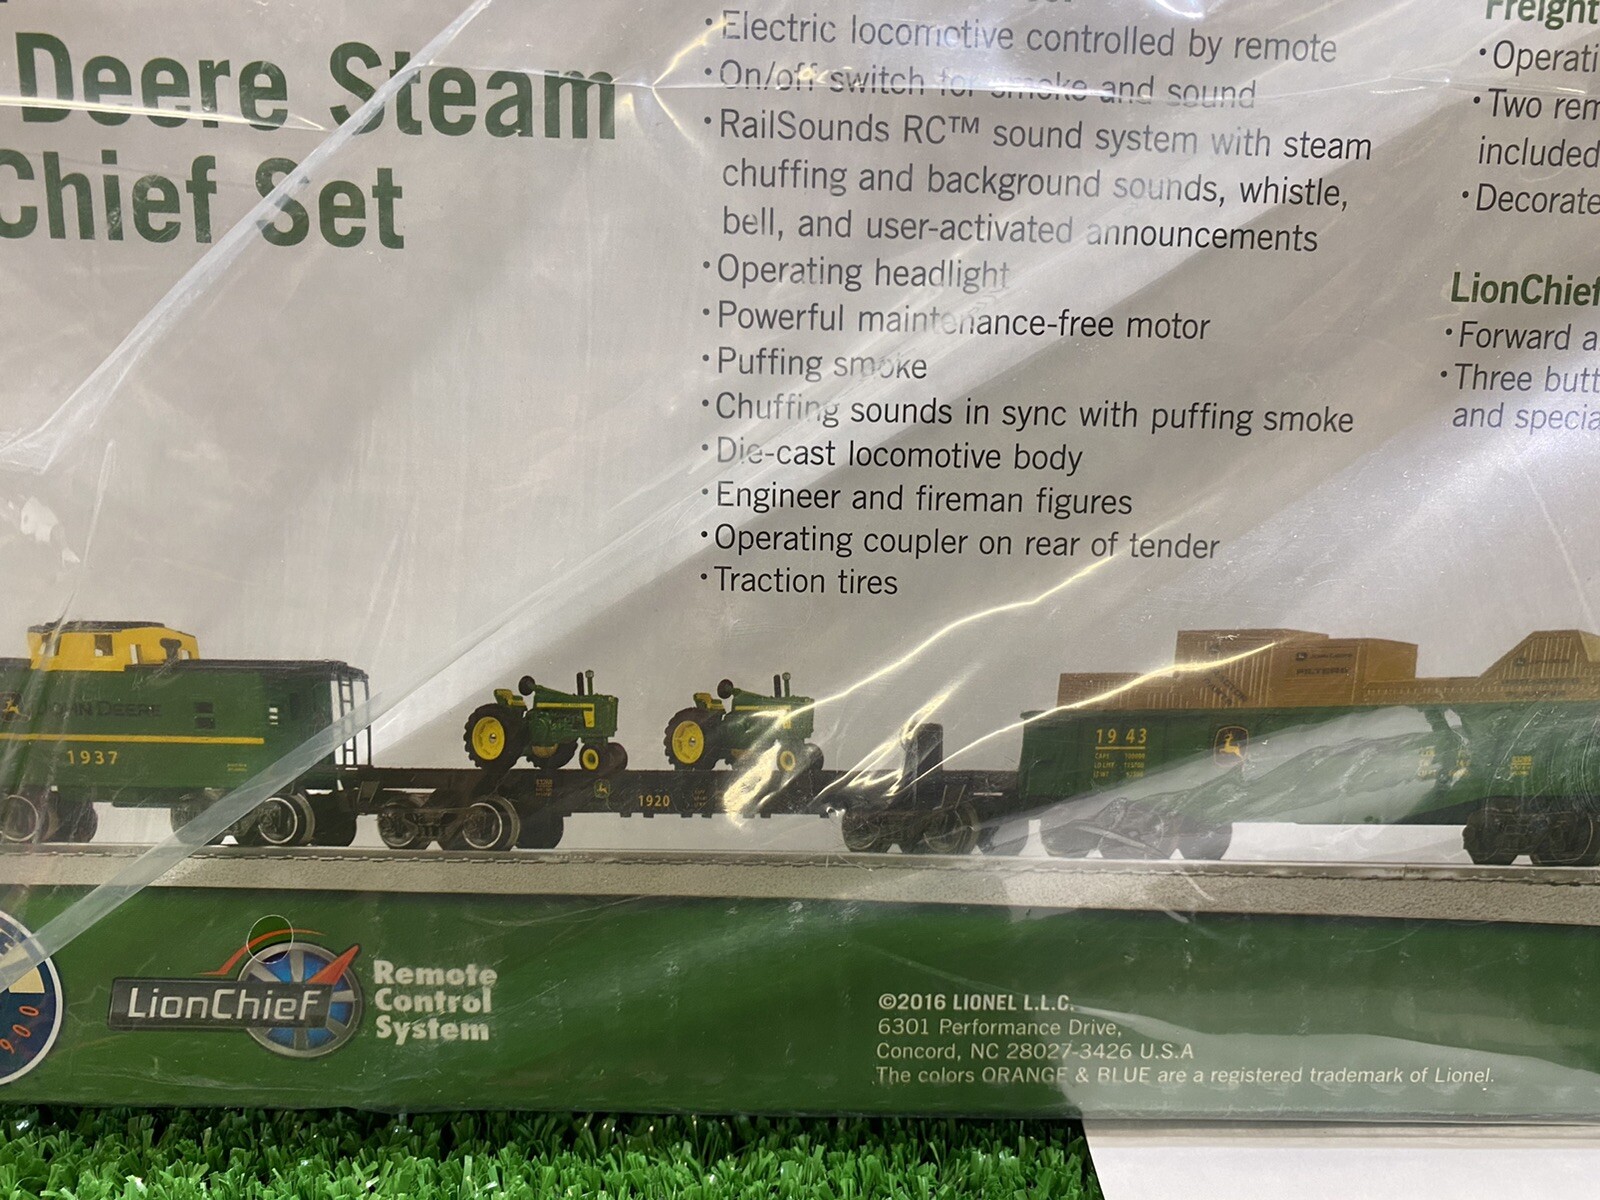 Deere Steam
Chief Set
• Electric locomotive controlled by remote
• On/off switch for smoke and sound
• RailSounds RC™ sound system with steam
chuffing and background sounds, whistle,
bell, and user-activated announcements
• Operating headlight
• Powerful maintenance-free motor
• Puffing smoke
• Chuffing sounds in sync with puffing smoke
• Die-cast locomotive body
• Engineer and fireman figures
• Operating coupler on rear of tender
• Traction tires
Freight
• Operati
• Two rem
included
• Decorate
LionChief
• Forward a
• Three butt
and specia
JOHN DEERE
1937
1920
1943
FILTERS
900
LionChief
Remote
Control
System
©2016 LIONEL L.L.C.
6301 Performance Drive,
Concord, NC 28027-3426 U.S.A
The colors ORANGE & BLUE are a registered trademark of Lionel.